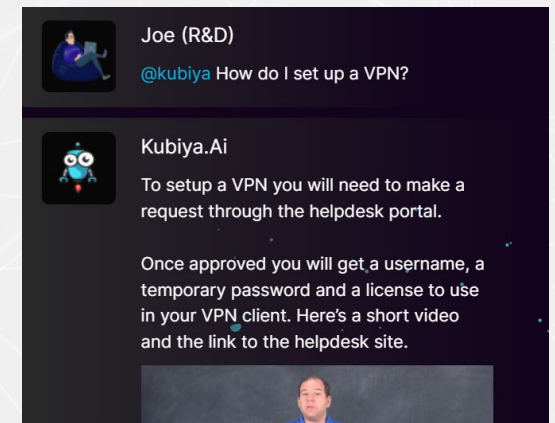 Joe (R&D)
@kubiya How do I set up a VPN?
Kubiya.Ai
To setup a VPN you will need to make a
request through the helpdesk portal.
Once approved you will get a username, a
temporary password and a license to use
in your VPN client. Here's a short video
and the link to the helpdesk site.